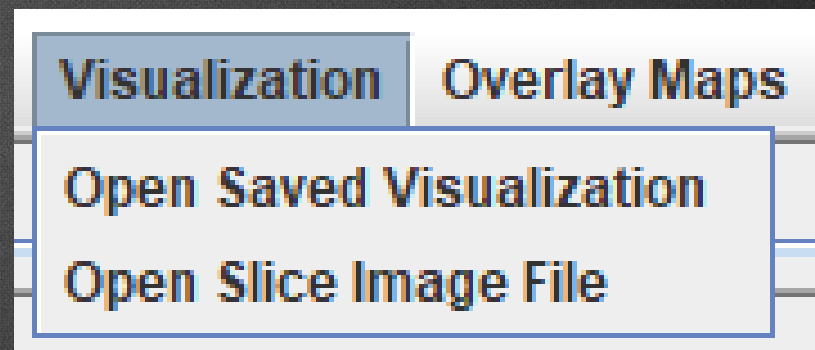 Visualization Overlay Maps
Open Saved Visualization
Open Slice Image File